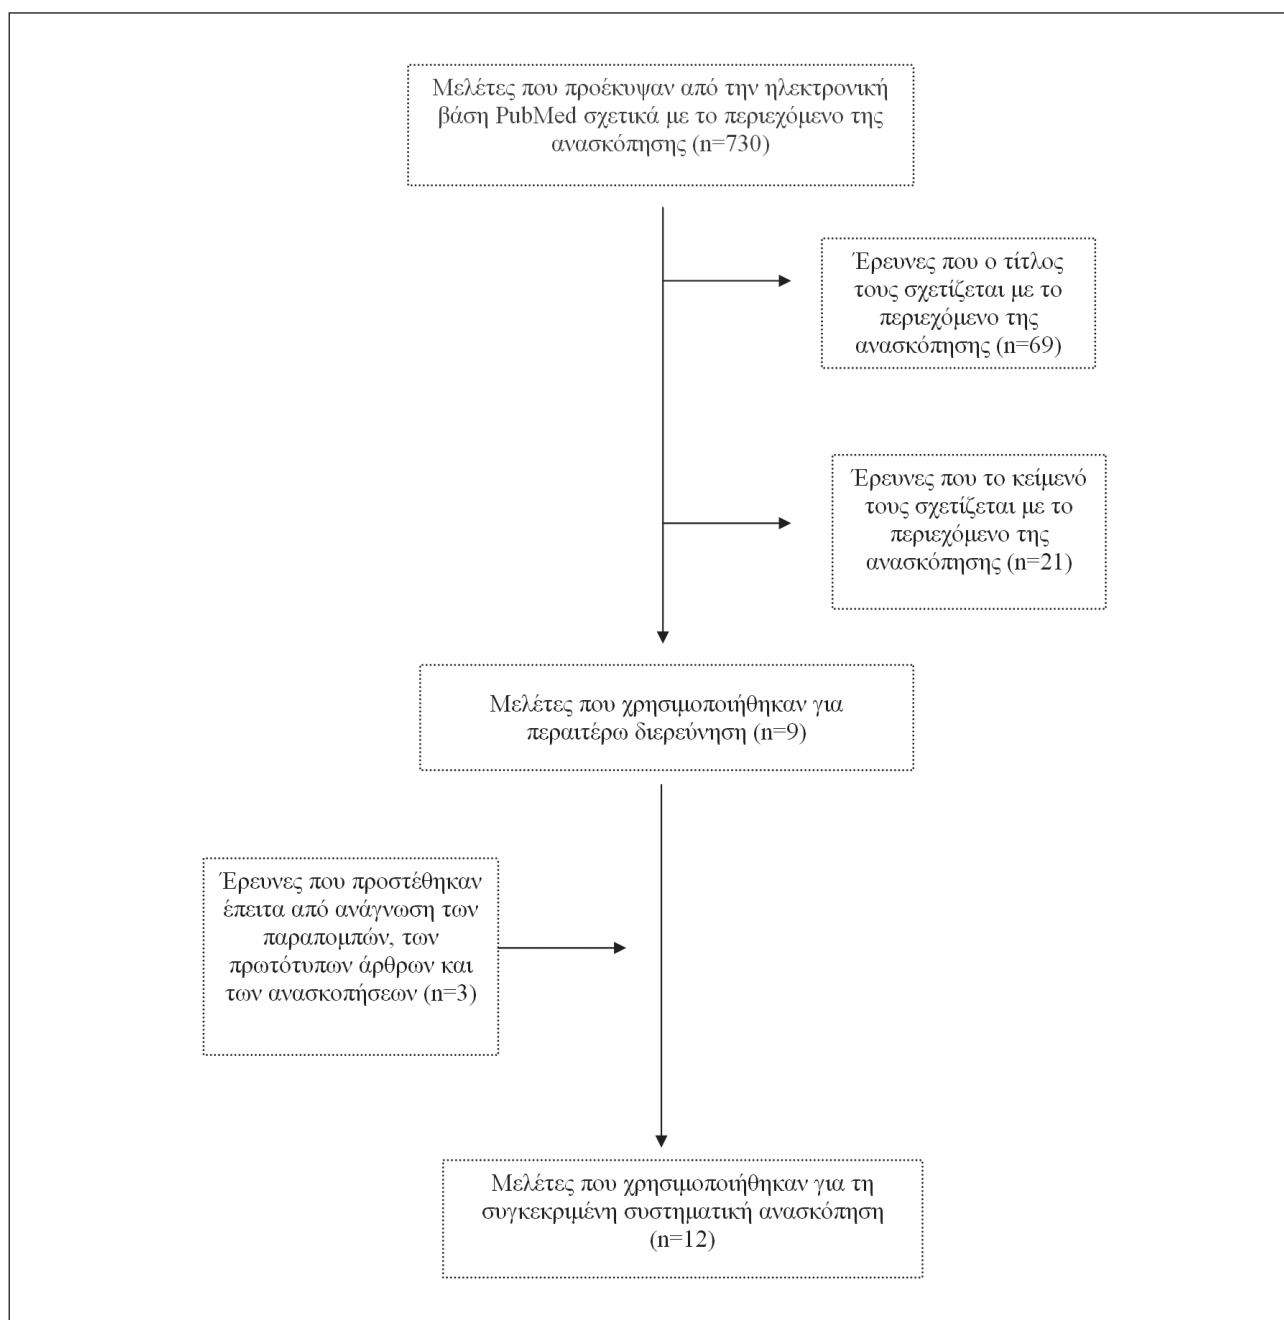 Μελέτες που προέκυψαν από την ηλεκτρονική
βάση PubMed σχετικά με το περιεχόμενο της
ανασκόπησης (n=730)
Έρευνες που ο τίτλος
τους σχετίζεται με το
περιεχόμενο της
ανασκόπησης (n=69)
Έρευνες που το κείμενό
τους σχετίζεται με το
περιεχόμενο της
ανασκόπησης (n=21)
Μελέτες που χρησιμοποιήθηκαν για
περαιτέρω διερεύνηση (n=9)
Έρευνες που προστέθηκαν
έπειτα από ανάγνωση των
παραπομπών, των
πρωτότυπων άρθρων και
των ανασκοπήσεων (n=3)
Μελέτες που χρησιμοποιήθηκαν για τη
συγκεκριμένη συστηματική ανασκόπηση
(n=12)